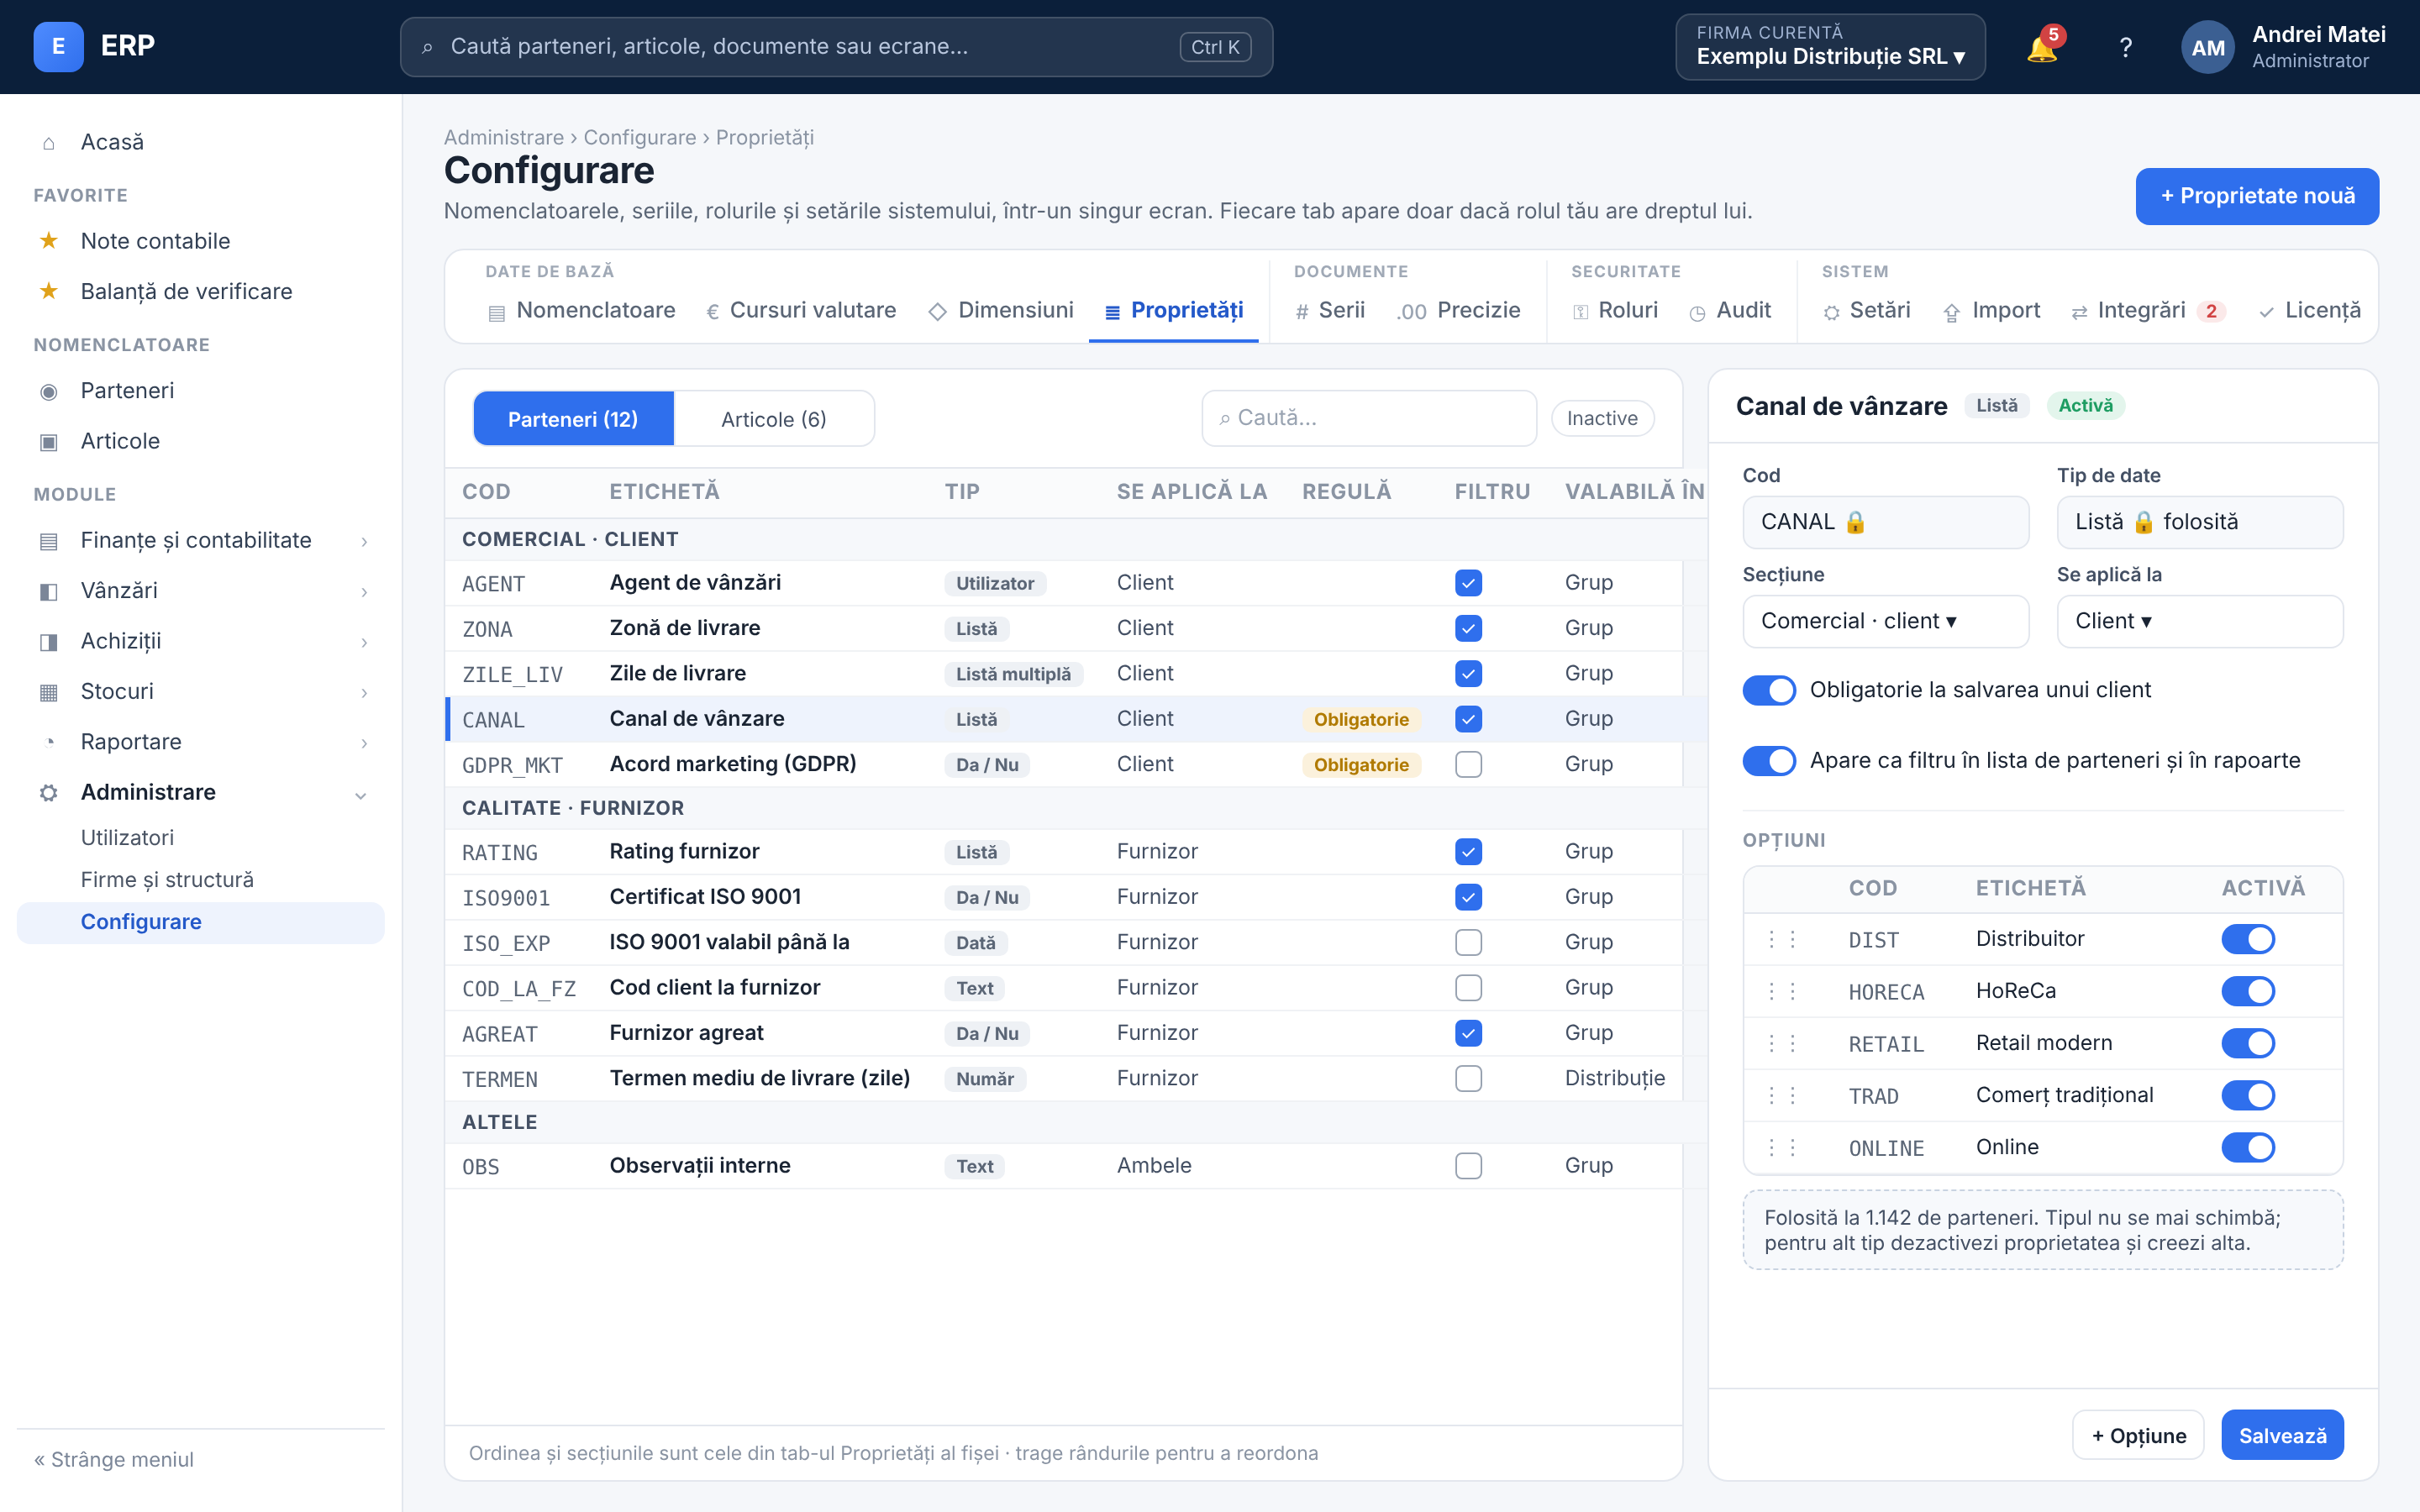 E ERP
Caută parteneri, articole, documente sau ecrane... Ctrl K
FIRMA CURENTĂ
Exemplu Distribuție SRL ▾
5
?
AM
Andrei Matei
Administrator
Acasă
FAVORITE
Note contabile
Balanță de verificare
NOMENCLATOARE
Parteneri
Articole
MODULE
Finanțe și contabilitate
Vânzări
Achiziții
Stocuri
Raportare
Administrare
Utilizatori
Firme și structură
Configurare
« Strânge meniul
Administrare › Configurare › Proprietăți
Configurare
Nomenclatoarele, seriile, rolurile și setările sistemului, într-un singur ecran. Fiecare tab apare doar dacă rolul tău are dreptul lui.
+ Proprietate nouă
DATE DE BAZĂ
Nomenclatoare € Cursuri valutare Dimensiuni Proprietăți
DOCUMENTE
# Serii .00 Precizie
SECURITATE
Roluri Audit
SISTEM
Setări Import Integrări 2 Licență
Parteneri (12) Articole (6) Caută... Inactive
COD ETICHETĂ TIP SE APLICĂ LA REGULĂ FILTRU VALABILĂ ÎN
COMERCIAL · CLIENT
AGENT Agent de vânzări Utilizator Client Grup
ZONA Zonă de livrare Listă Client Grup
ZILE_LIV Zile de livrare Listă multiplă Client Grup
CANAL Canal de vânzare Listă Client Obligatorie Grup
GDPR_MKT Acord marketing (GDPR) Da / Nu Client Obligatorie Grup
CALITATE · FURNIZOR
RATING Rating furnizor Listă Furnizor Grup
ISO9001 Certificat ISO 9001 Da / Nu Furnizor Grup
ISO_EXP ISO 9001 valabil până la Dată Furnizor Grup
COD_LA_FZ Cod client la furnizor Text Furnizor Grup
AGREAT Furnizor agreat Da / Nu Furnizor Grup
TERMEN Termen mediu de livrare (zile) Număr Furnizor Distribuție
ALTELE
OBS Observații interne Text Ambele Grup
Ordinea și secțiunile sunt cele din tab-ul Proprietăți al fișei · trage rândurile pentru a reordona
Canal de vânzare Listă Activă
Cod Tip de date
CANAL 🔒 Listă 🔒 folosită
Secțiune Se aplică la
Comercial · client ▾ Client ▾
Obligatorie la salvarea unui client
Apare ca filtru în lista de parteneri și în rapoarte
OPȚIUNI
COD ETICHETĂ ACTIVĂ
DIST Distribuitor
HORECA HoReCa
RETAIL Retail modern
TRAD Comerț tradițional
ONLINE Online
Folosită la 1.142 de parteneri. Tipul nu se mai schimbă;
pentru alt tip dezactivezi proprietatea și creezi alta.
+ Opțiune Salvează